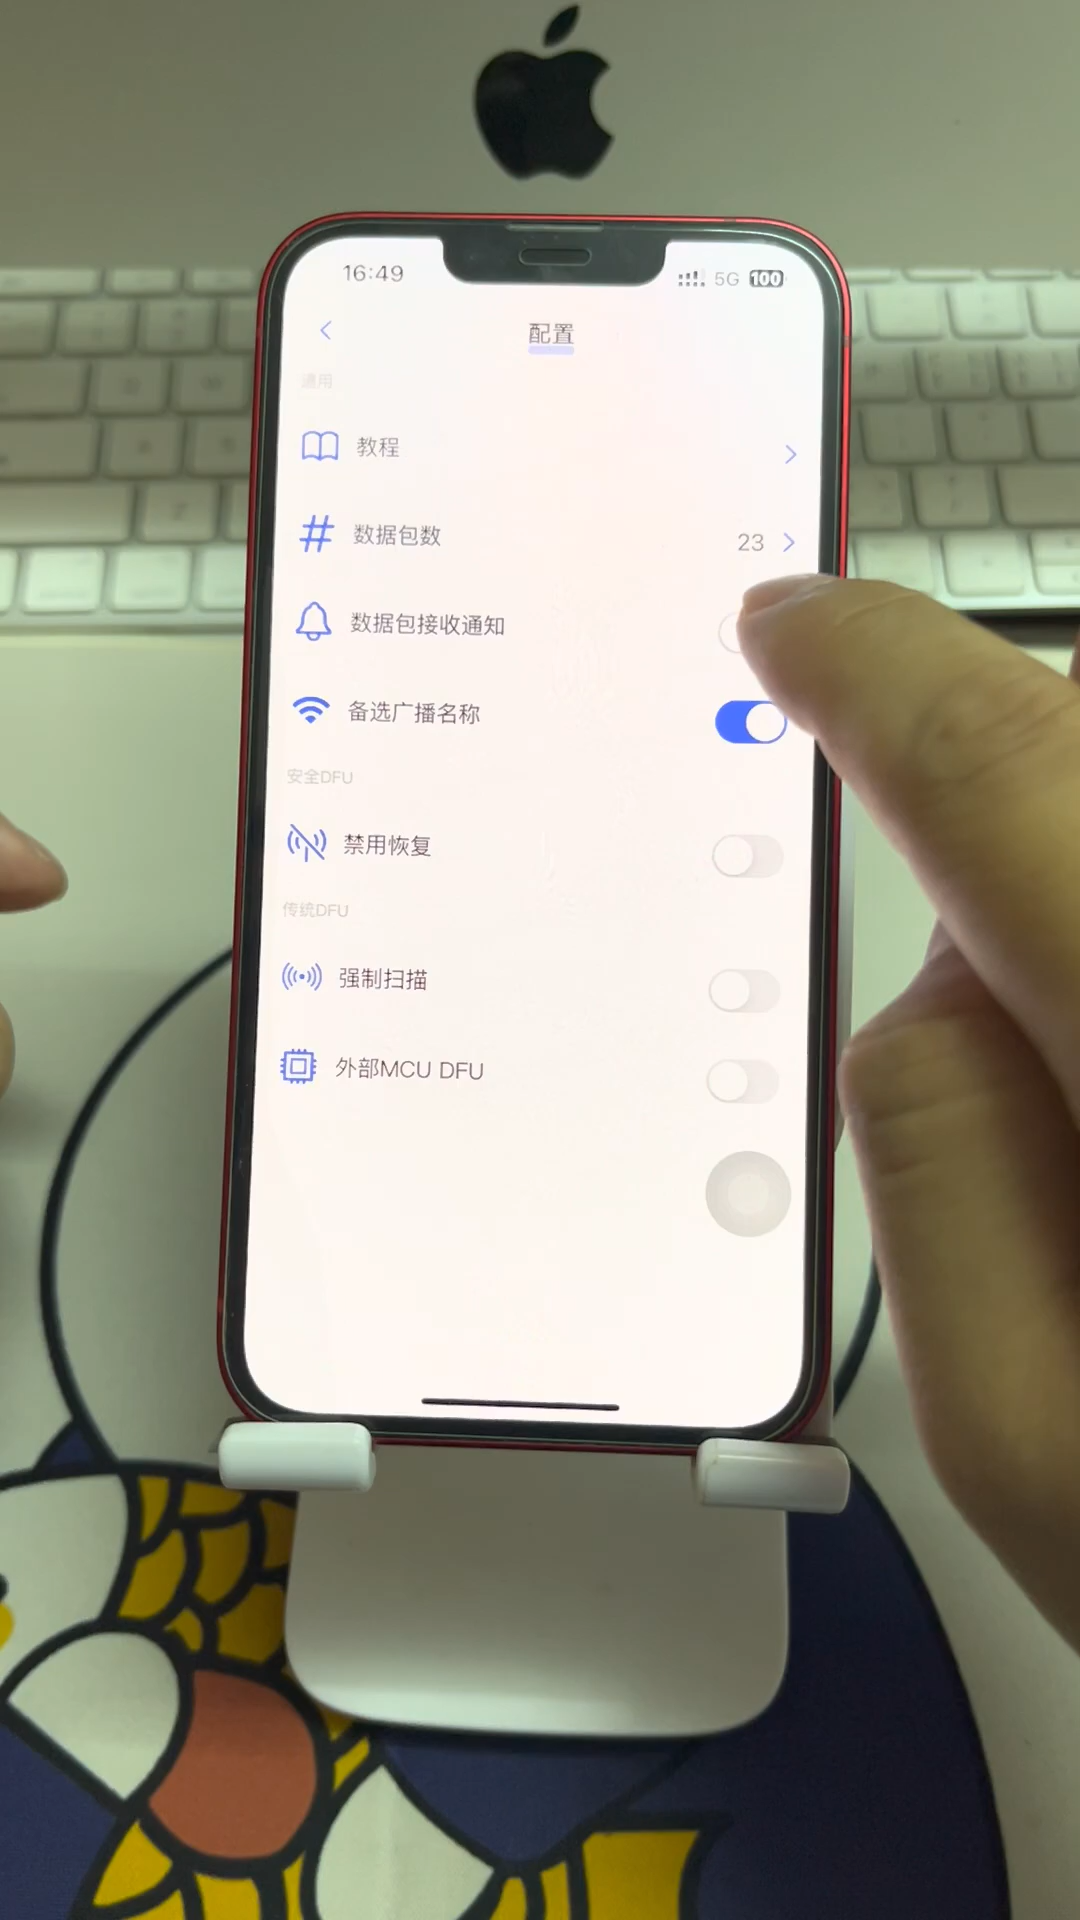 16:49
5G 100
配置
通用
教程
数据包数 23
数据包接收通知
备选广播名称
安全DFU
禁用恢复
传统DFU
强制扫描
外部MCU DFU